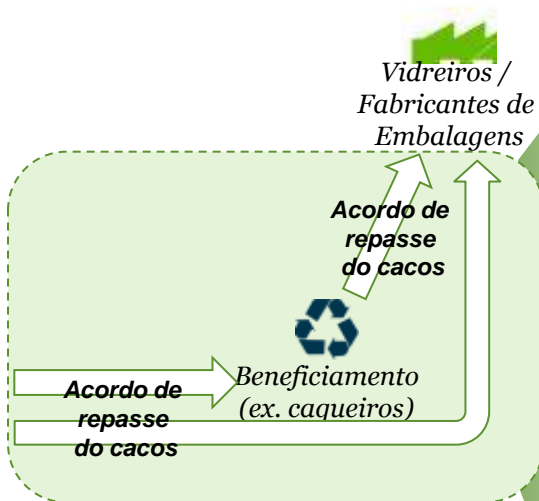 Vidreiros /
Fabricantes de
Embalagens
Acordo de
repasse
do cacos
Beneficiamento
(ex. caqueiros)
Acordo de
repasse
do cacos